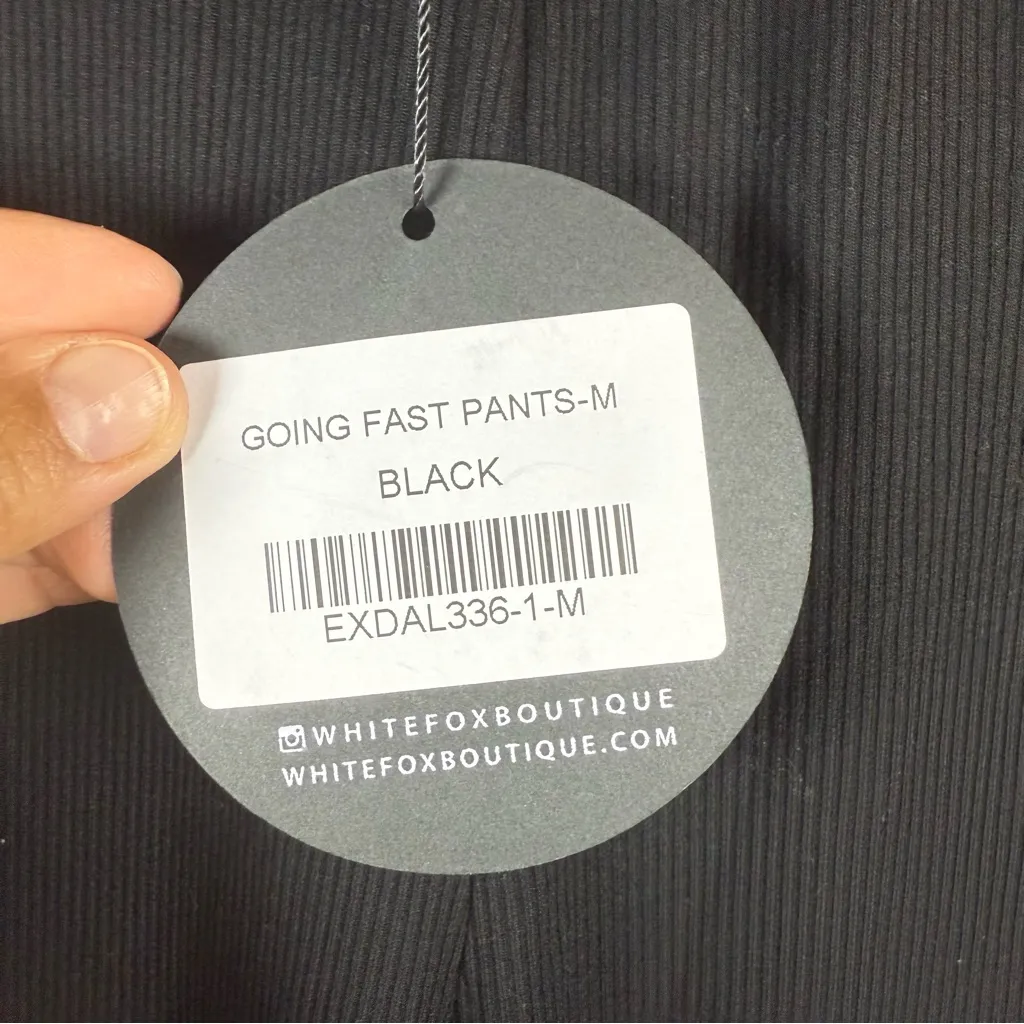 GOING FAST PANTS-M
BLACK
EXDAL336-1-M
WHITEFOXBOUTIQUE
WHITEFOXBOUTIQUE.COM